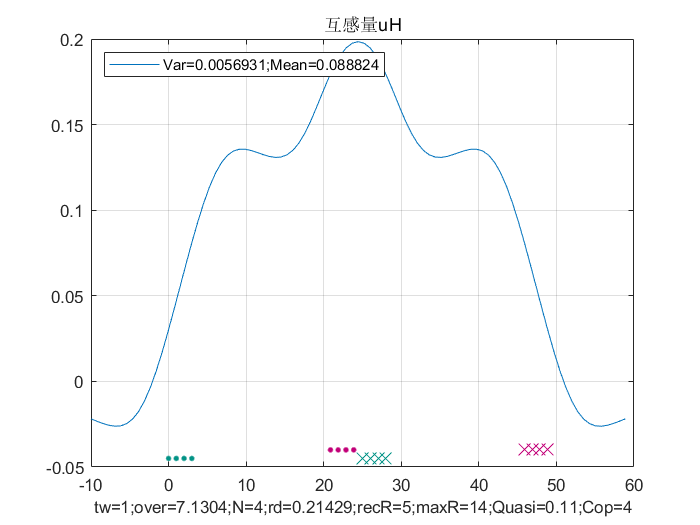 互感量uH
Var=0.0056931;Mean=0.088824
0.2
0.15
0.1
0.05
0
-0.05
-10 0 10 20 30 40 50 60
tw=1;over=7.1304;N=4;rd=0.21429;recR=5;maxR=14;Quasi=0.11;Cop=4